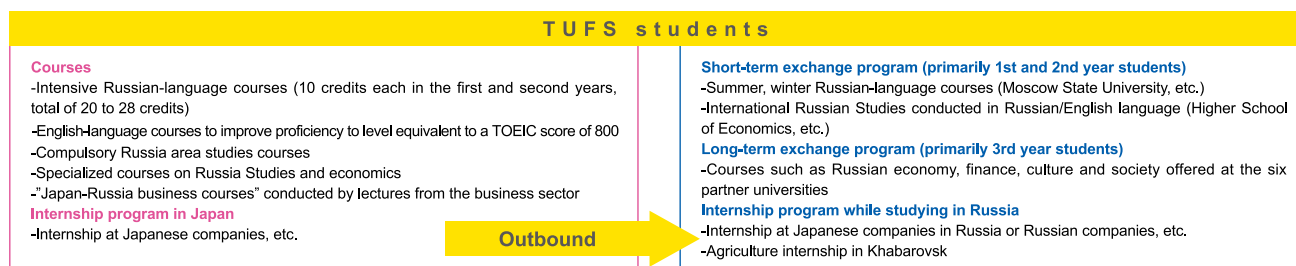 TUFS students
Courses
-Intensive Russian-language courses (10 credits each in the first and second years,
total of 20 to 28 credits)
-English-language courses to improve proficiency to level equivalent to a TOEIC score of 800
-Compulsory Russia area studies courses
-Specialized courses on Russia Studies and economics
-"Japan-Russia business courses" conducted by lectures from the business sector
Internship program in Japan
-Internship at Japanese companies, etc.
Outbound
Short-term exchange program (primarily 1st and 2nd year students)
-Summer, winter Russian-language courses (Moscow State University, etc.)
-International Russian Studies conducted in Russian/English language (Higher School
of Economics, etc.)
Long-term exchange program (primarily 3rd year students)
-Courses such as Russian economy, finance, culture and society offered at the six
partner universities
Internship program while studying in Russia
-Internship at Japanese companies in Russia or Russian companies, etc.
-Agriculture internship in Khabarovsk